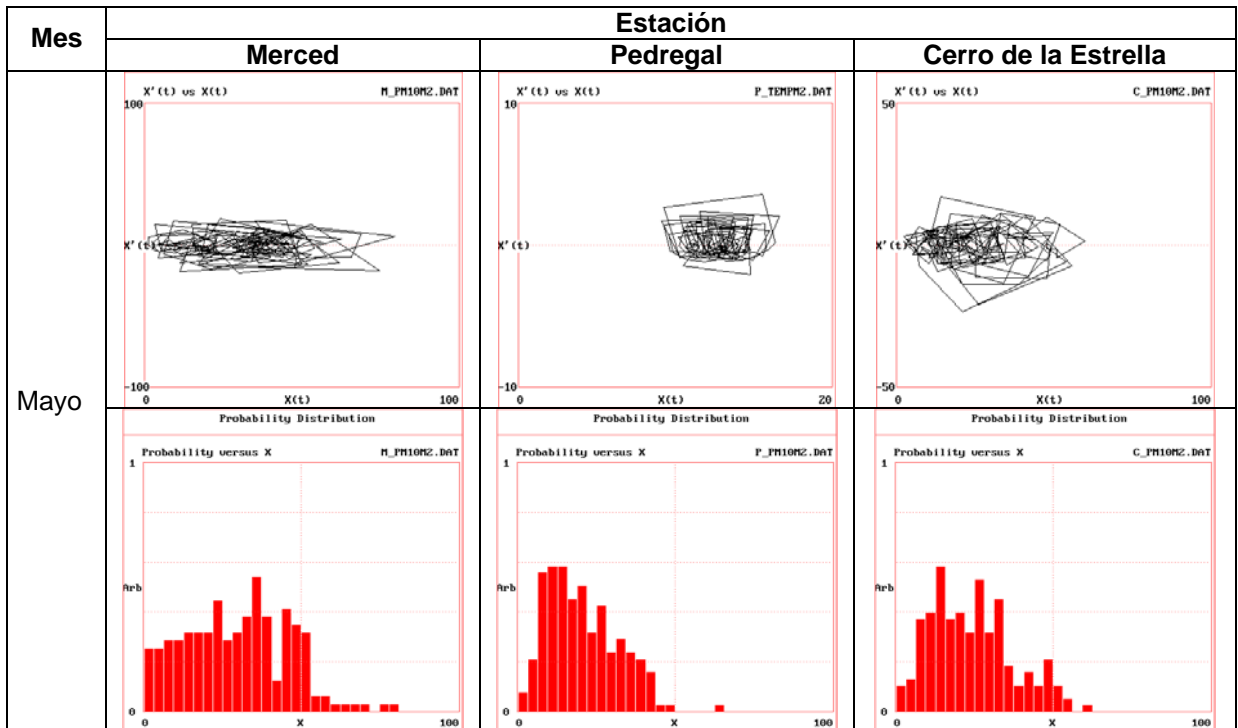 Mes
Estación
Merced
Pedregal
Cerro de la Estrella
Mayo
X'(t) vs X(t) M_PM10M2.DAT
100
X'(t)
-100
0 X(t) 100
X'(t) vs X(t) P_TEMPM2.DAT
10
X'(t)
-10
0 X(t) 20
X'(t) vs X(t) C_PM10M2.DAT
50
X'(t)
-50
0 X(t) 100
Probability Distribution
Probability versus X M_PM10M2.DAT
1
Arb
0
0 X 100
Probability Distribution
Probability versus X P_PM10M2.DAT
1
Arb
0
0 X 100
Probability Distribution
Probability versus X C_PM10M2.DAT
1
Arb
0
0 X 100